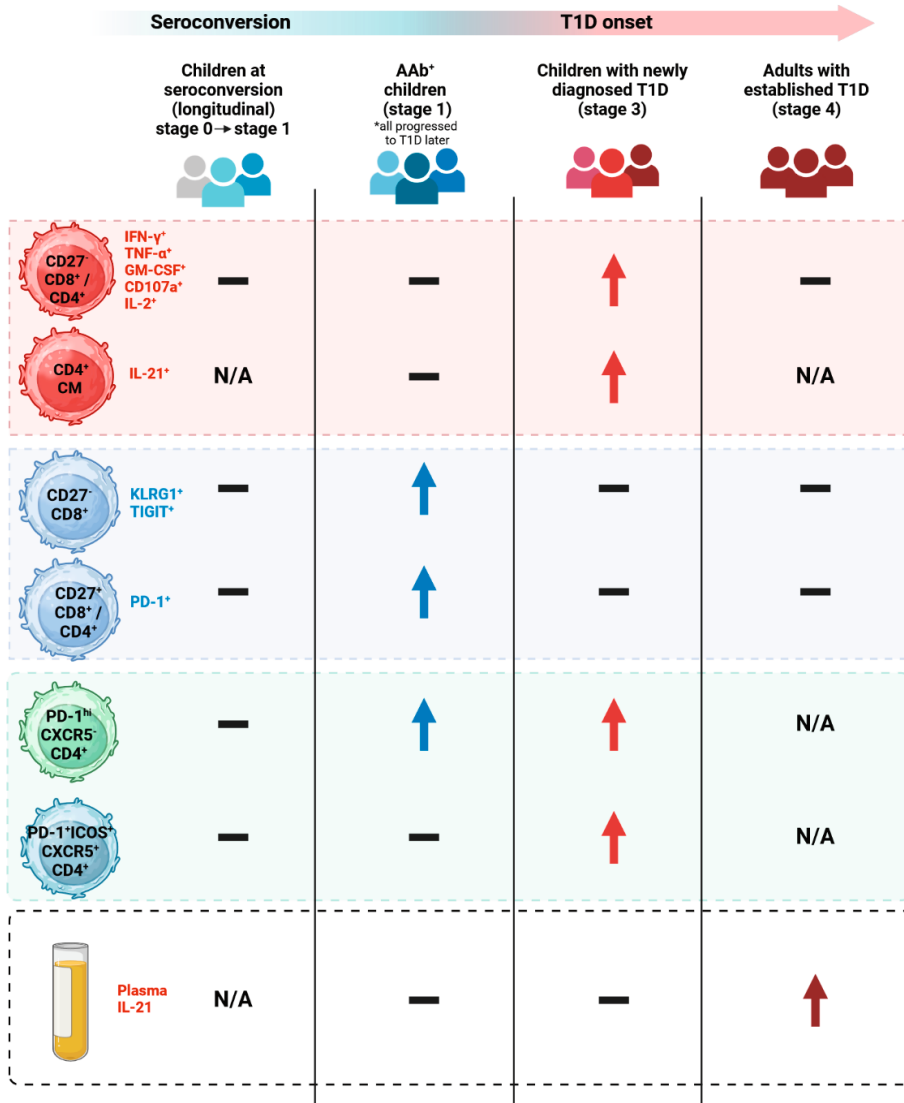 Seroconversion
T1D onset
Children at
seroconversion
(longitudinal)
stage 0→stage 1
AAb⁺
children
(stage 1)
*all progressed
to T1D later
Children with newly
diagnosed T1D
(stage 3)
Adults with
established T1D
(stage 4)
CD27⁻
CD8⁺ /
CD4⁺
IFN-γ⁺
TNF-α⁺
GM-CSF⁺
CD107a⁺
IL-2⁺
CD4⁺
CM
IL-21⁺
N/A
N/A
CD27⁻
CD8⁺
KLRG1⁺
TIGIT⁺
CD27⁺
CD8⁺ /
CD4⁺
PD-1⁺
PD-1ʰⁱ
CXCR5⁻
CD4⁺
N/A
PD-1⁺ICOS⁺
CXCR5⁺
CD4⁺
N/A
Plasma
IL-21
N/A